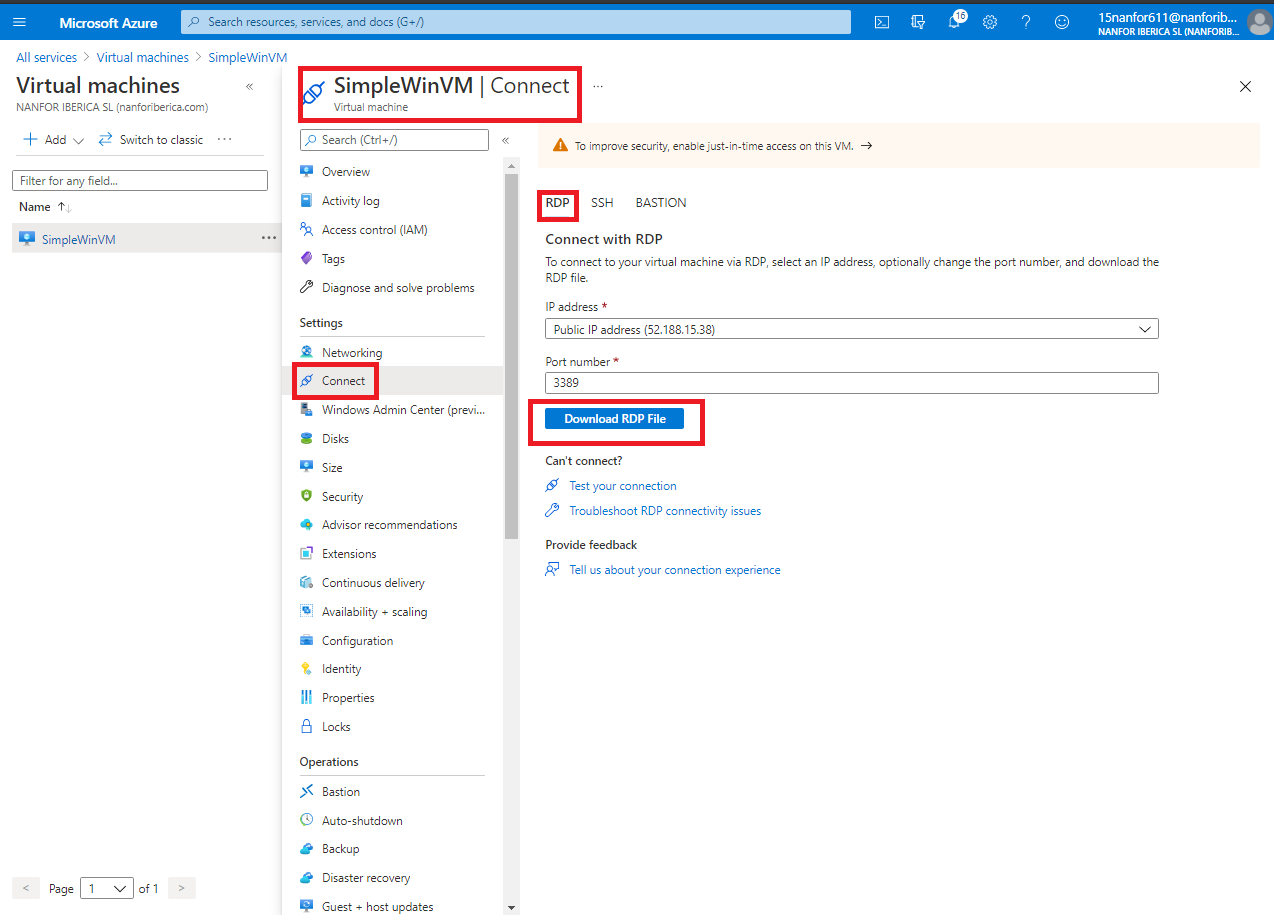 Microsoft Azure
Search resources, services, and docs (G+/)
16
15nanfor611@nanforib...
NANFOR IBERICA SL (NANFORIB...
All services > Virtual machines > SimpleWinVM
Virtual machines
«
NANFOR IBERICA SL (nanforiberica.com)
+ Add
Switch to classic
...
Filter for any field...
Name ↑↓
SimpleWinVM
...
Page 1 of 1
SimpleWinVM | Connect
...
Virtual machine
Search (Ctrl+/)
«
Overview
Activity log
Access control (IAM)
Tags
Diagnose and solve problems
Settings
Networking
Connect
Windows Admin Center (previ...
Disks
Size
Security
Advisor recommendations
Extensions
Continuous delivery
Availability + scaling
Configuration
Identity
Properties
Locks
Operations
Bastion
Auto-shutdown
Backup
Disaster recovery
Guest + host updates
To improve security, enable just-in-time access on this VM. →
RDP SSH BASTION
Connect with RDP
To connect to your virtual machine via RDP, select an IP address, optionally change the port number, and download the
RDP file.
IP address *
Public IP address (52.188.15.38)
Port number *
3389
Download RDP File
Can't connect?
Test your connection
Troubleshoot RDP connectivity issues
Provide feedback
Tell us about your connection experience